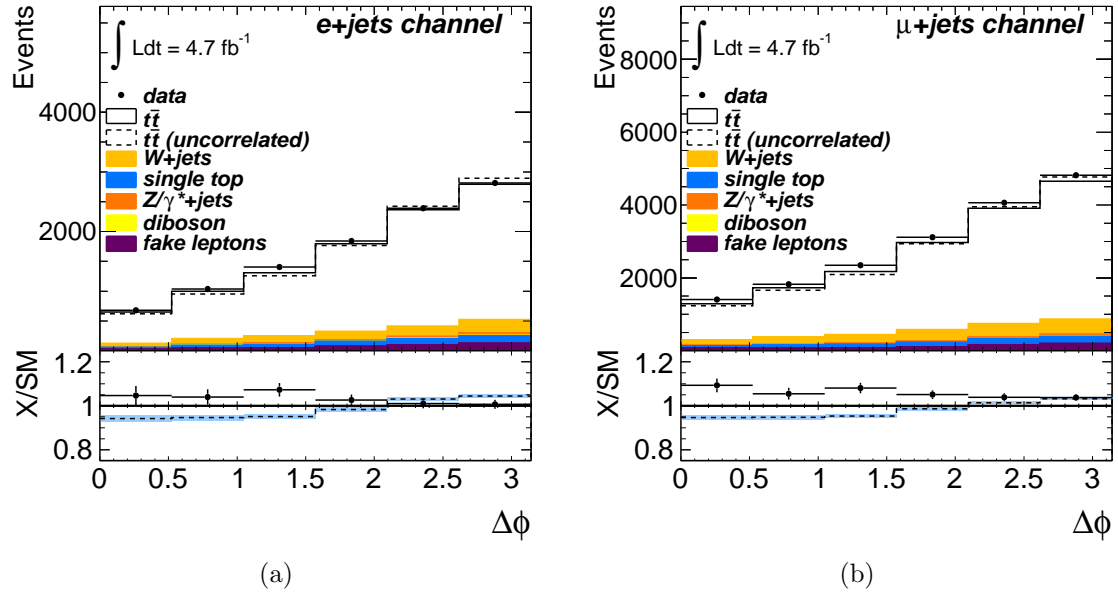 Events
e+jets channel
∫ Ldt = 4.7 fb⁻¹
data
tt̄
tt̄ (uncorrelated)
W+jets
single top
Z/γ*+jets
diboson
fake leptons
4000
2000
X/SM
1.2
1
0.8
0 0.5 1 1.5 2 2.5 3
Δϕ
(a)
Events
μ+jets channel
∫ Ldt = 4.7 fb⁻¹
data
tt̄
tt̄ (uncorrelated)
W+jets
single top
Z/γ*+jets
diboson
fake leptons
8000
6000
4000
2000
X/SM
1.2
1
0.8
0 0.5 1 1.5 2 2.5 3
Δϕ
(b)